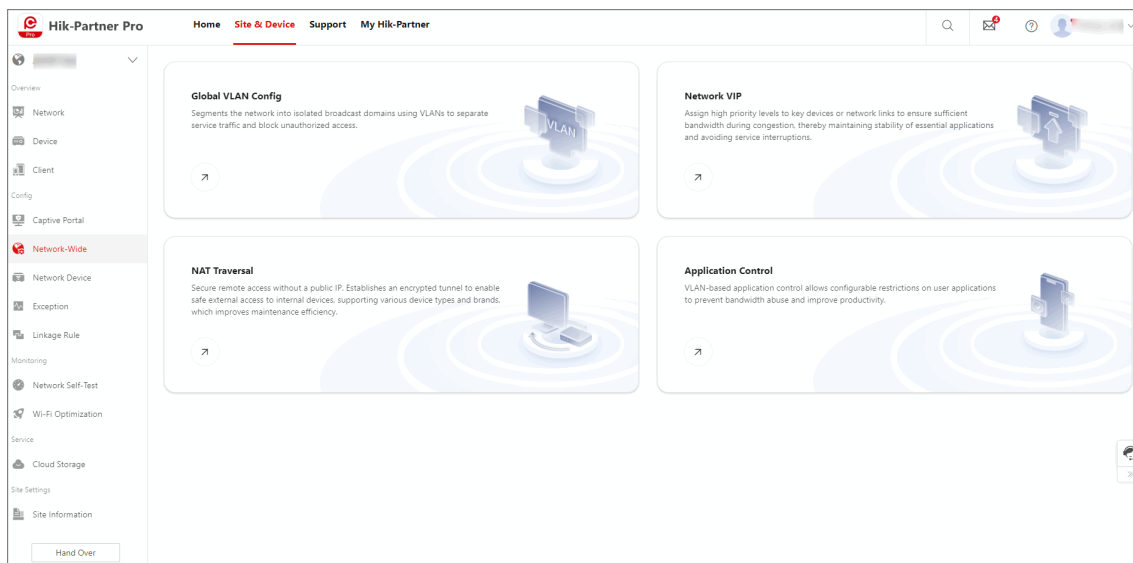 Hik-Partner Pro
Pro
Home Site & Device Support My Hik-Partner
4
Overview
Network
Device
Client
Config
Captive Portal
Network-Wide
Network Device
Exception
Linkage Rule
Monitoring
Network Self-Test
Wi-Fi Optimization
Service
Cloud Storage
Site Settings
Site Information
Hand Over
Global VLAN Config
Segments the network into isolated broadcast domains using VLANs to separate
service traffic and block unauthorized access.
VLAN
Network VIP
Assign high priority levels to key devices or network links to ensure sufficient
bandwidth during congestion, thereby maintaining stability of essential applications
and avoiding service interruptions.
NAT Traversal
Secure remote access without a public IP. Establishes an encrypted tunnel to enable
safe external access to internal devices, supporting various device types and brands,
which improves maintenance efficiency.
Application Control
VLAN-based application control allows configurable restrictions on user applications
to prevent bandwidth abuse and improve productivity.